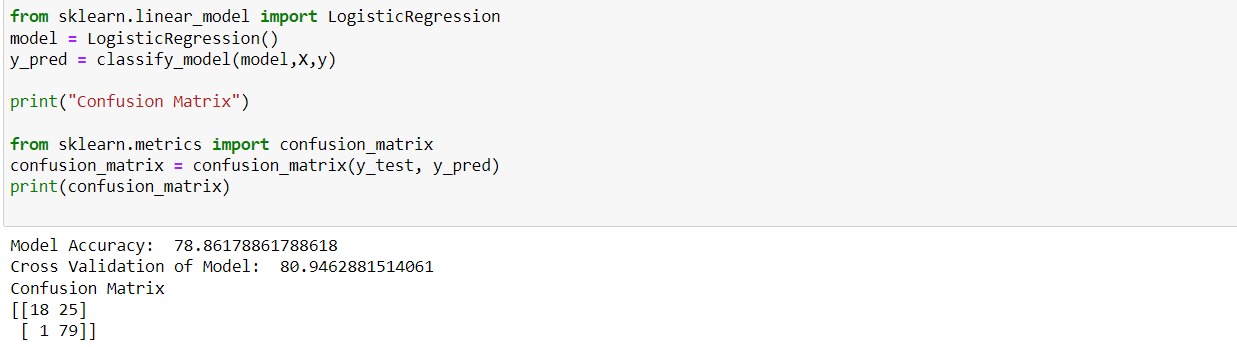 from sklearn.linear_model import LogisticRegression
model = LogisticRegression()
y_pred = classify_model(model,X,y)
print("Confusion Matrix")
from sklearn.metrics import confusion_matrix
confusion_matrix = confusion_matrix(y_test, y_pred)
print(confusion_matrix)
Model Accuracy:  78.86178861788618
Cross Validation of Model:  80.9462881514061
Confusion Matrix
[[18 25]
 [ 1 79]]